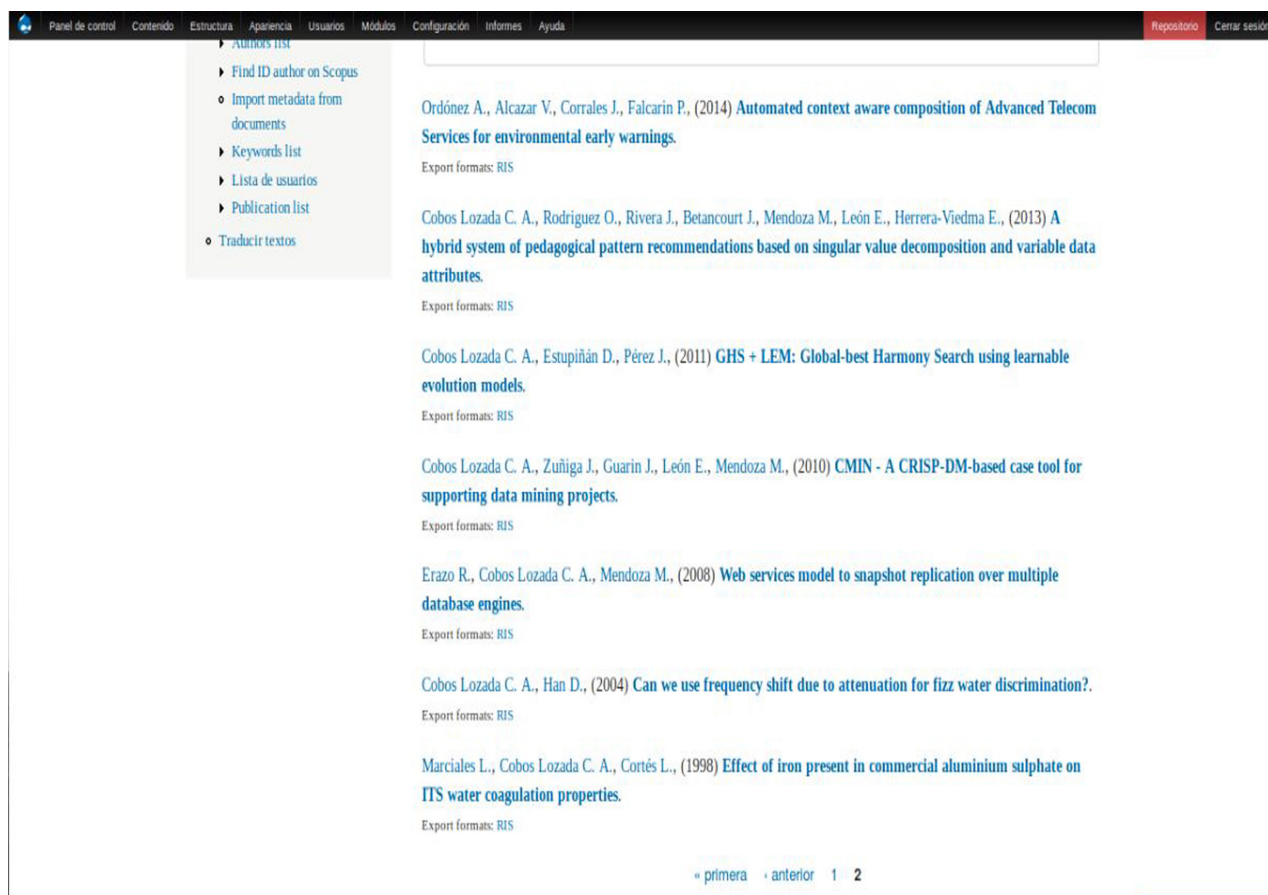 Panel de control Contenido Estructura Apariencia Usuarios Módulos Configuración Informes Ayuda Repositorio Cerrar sesión
Authors list
Find ID author on Scopus
Import metadata from
documents
Keywords list
Lista de usuarios
Publication list
Traducir textos
Ordónez A., Alcazar V., Corrales J., Falcarin P., (2014) Automated context aware composition of Advanced Telecom
Services for environmental early warnings.
Export formats: RIS
Cobos Lozada C. A., Rodriguez O., Rivera J., Betancourt J., Mendoza M., León E., Herrera-Viedma E., (2013) A
hybrid system of pedagogical pattern recommendations based on singular value decomposition and variable data
attributes.
Export formats: RIS
Cobos Lozada C. A., Estupiñán D., Pérez J., (2011) GHS + LEM: Global-best Harmony Search using learnable
evolution models.
Export formats: RIS
Cobos Lozada C. A., Zuñiga J., Guarin J., León E., Mendoza M., (2010) CMIN - A CRISP-DM-based case tool for
supporting data mining projects.
Export formats: RIS
Erazo R., Cobos Lozada C. A., Mendoza M., (2008) Web services model to snapshot replication over multiple
database engines.
Export formats: RIS
Cobos Lozada C. A., Han D., (2004) Can we use frequency shift due to attenuation for fizz water discrimination?.
Export formats: RIS
Marciales L., Cobos Lozada C. A., Cortés L., (1998) Effect of iron present in commercial aluminium sulphate on
ITS water coagulation properties.
Export formats: RIS
« primera ‹ anterior 1 2